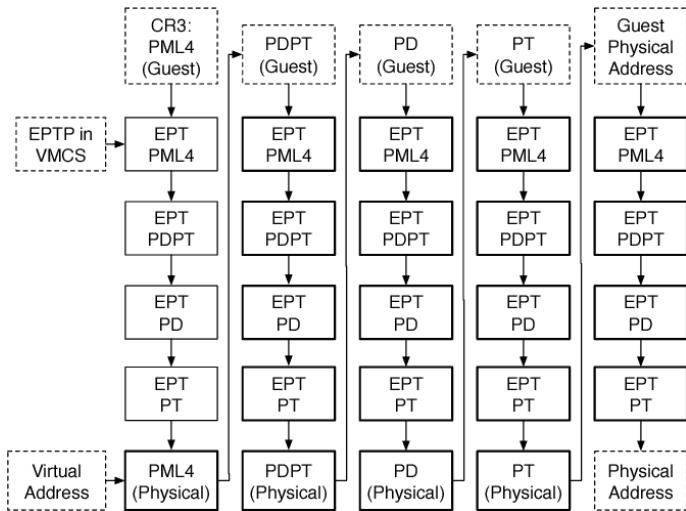 CR3:
PML4
(Guest)
PDPT
(Guest)
PD
(Guest)
PT
(Guest)
Guest
Physical
Address
EPTP in
VMCS
EPT
PML4
EPT
PML4
EPT
PML4
EPT
PML4
EPT
PML4
EPT
PDPT
EPT
PDPT
EPT
PDPT
EPT
PDPT
EPT
PDPT
EPT
PD
EPT
PD
EPT
PD
EPT
PD
EPT
PD
EPT
PT
EPT
PT
EPT
PT
EPT
PT
EPT
PT
Virtual
Address
PML4
(Physical)
PDPT
(Physical)
PD
(Physical)
PT
(Physical)
Physical
Address